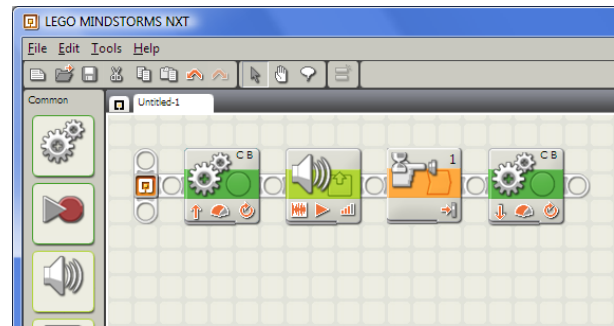 LEGO MINDSTORMS NXT
File Edit Tools Help
Common
Untitled-1
C B
1
C B